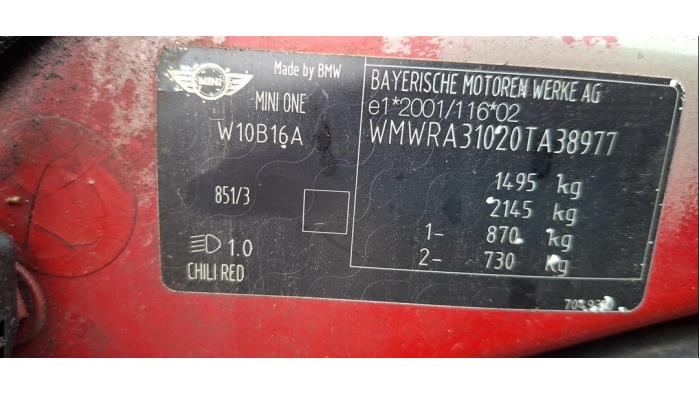 MINI
Made by BMW
MINI ONE
W10B16A
851/3
1.0
CHILI RED
BAYERISCHE MOTOREN WERKE AG
e1*2001/116*02
WMWRA31020TA38977
1495 kg
2145 kg
1- 870 kg
2- 730 kg